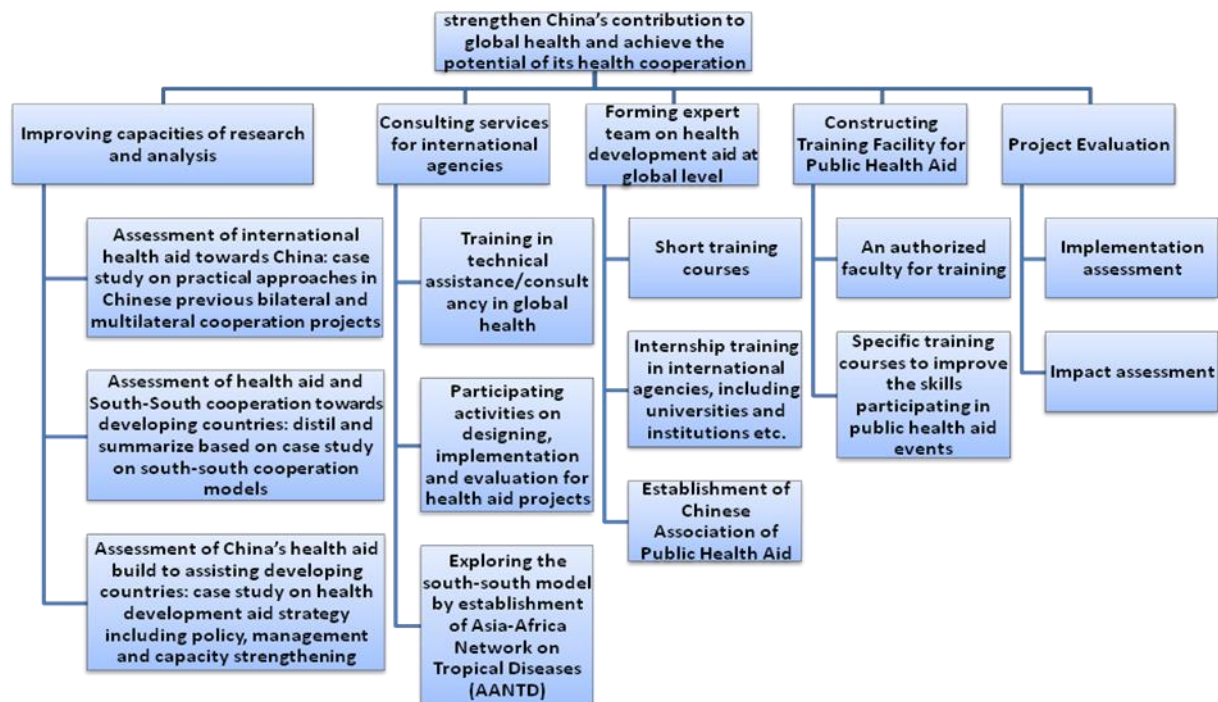 strengthen China's contribution to
global health and achieve the
potential of its health cooperation
Improving capacities of research
and analysis
Assessment of international
health aid towards China: case
study on practical approaches in
Chinese previous bilateral and
multilateral cooperation projects
Assessment of health aid and
South-South cooperation towards
developing countries: distil and
summarize based on case study
on south-south cooperation
models
Assessment of China's health aid
build to assisting developing
countries: case study on health
development aid strategy
including policy, management
and capacity strengthening
Consulting services
for international
agencies
Training in
technical
assistance/consult
ancy in global
health
Participating
activities on
designing,
implementation
and evaluation for
health aid projects
Exploring the
south-south model
by establishment
of Asia-Africa
Network on
Tropical Diseases
(AANTD)
Forming expert
team on health
development aid at
global level
Short training
courses
Internship training
in international
agencies, including
universities and
institutions etc.
Establishment of
Chinese
Association of
Public Health Aid
Constructing
Training Facility for
Public Health Aid
An authorized
faculty for training
Specific training
courses to improve
the skills
participating in
public health aid
events
Project Evaluation
Implementation
assessment
Impact assessment